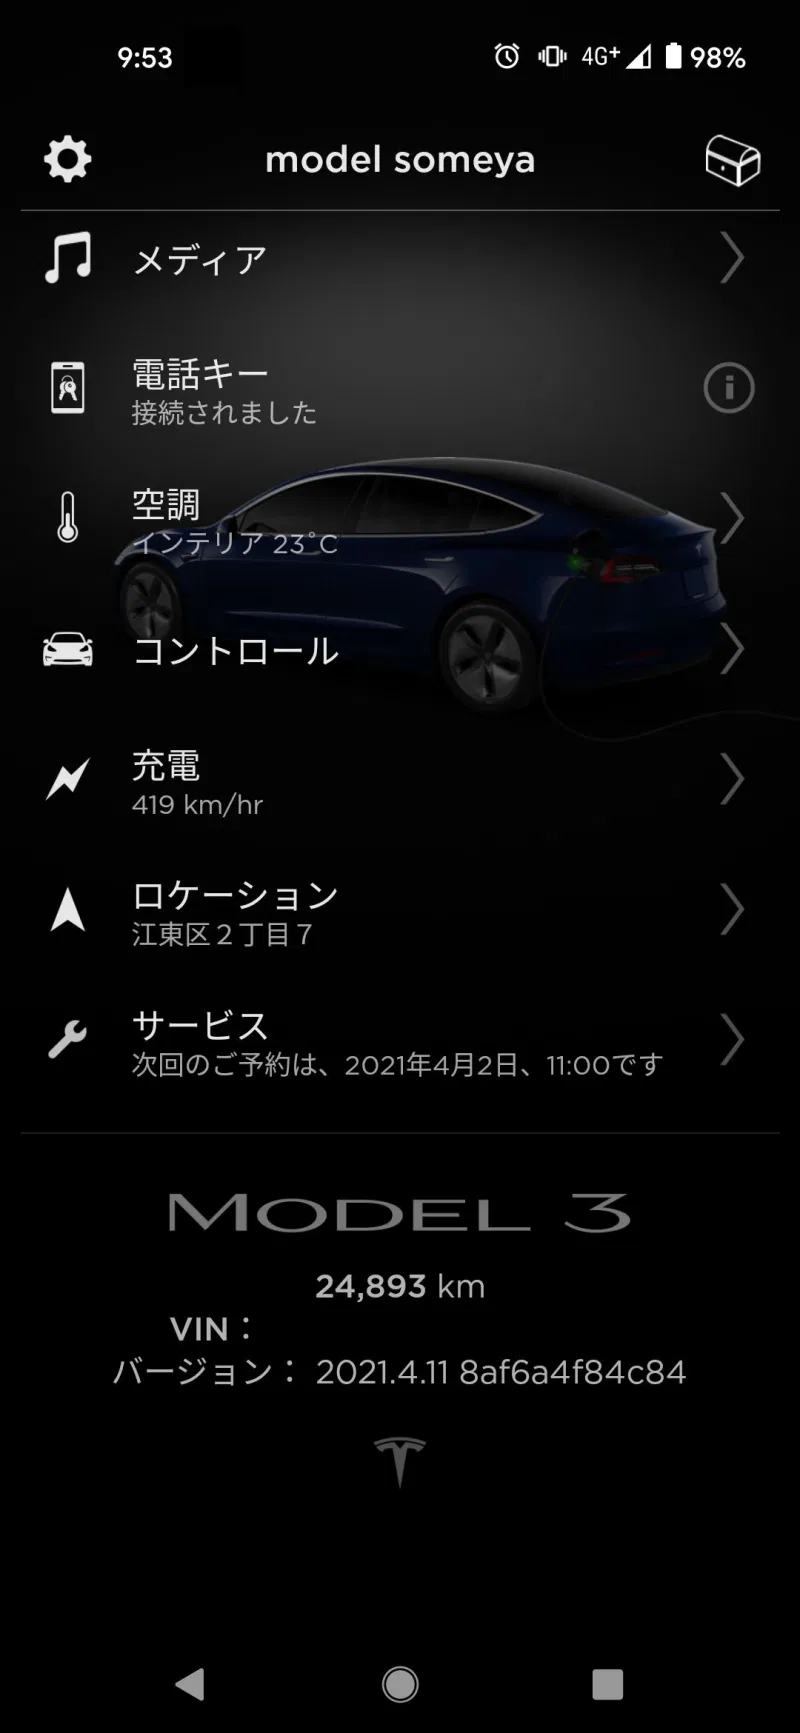 9:53
4G+ 98%
model someya
メディア
電話キー
接続されました
空調
インテリア 23°C
コントロール
充電
419 km/hr
ロケーション
江東区２丁目７
サービス
次回のご予約は、2021年4月2日、11:00です
MODEL 3
24,893 km
VIN：
バージョン： 2021.4.11 8af6a4f84c84